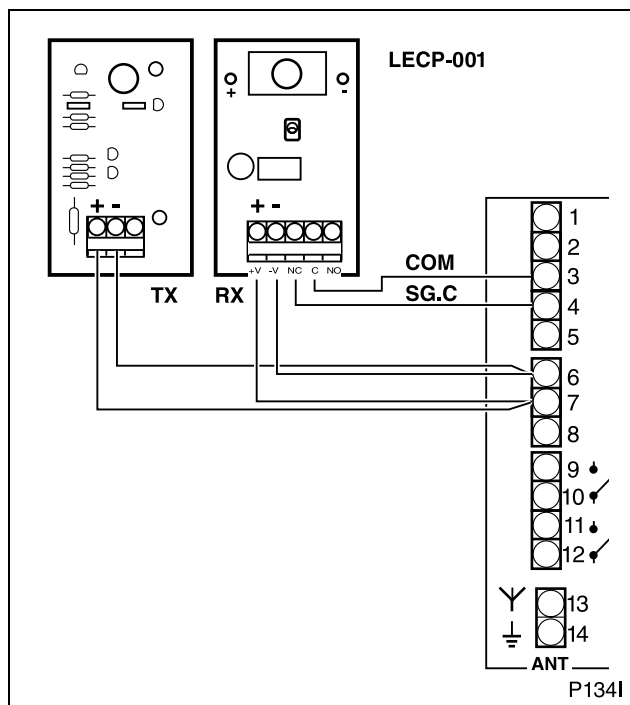 LECP-001
+ -
+ -
+ -
+V -V NC C NO
TX RX
COM
SG.C
1
2
3
4
5
6
7
8
9
10
11
12
13
14
ANT
P134I